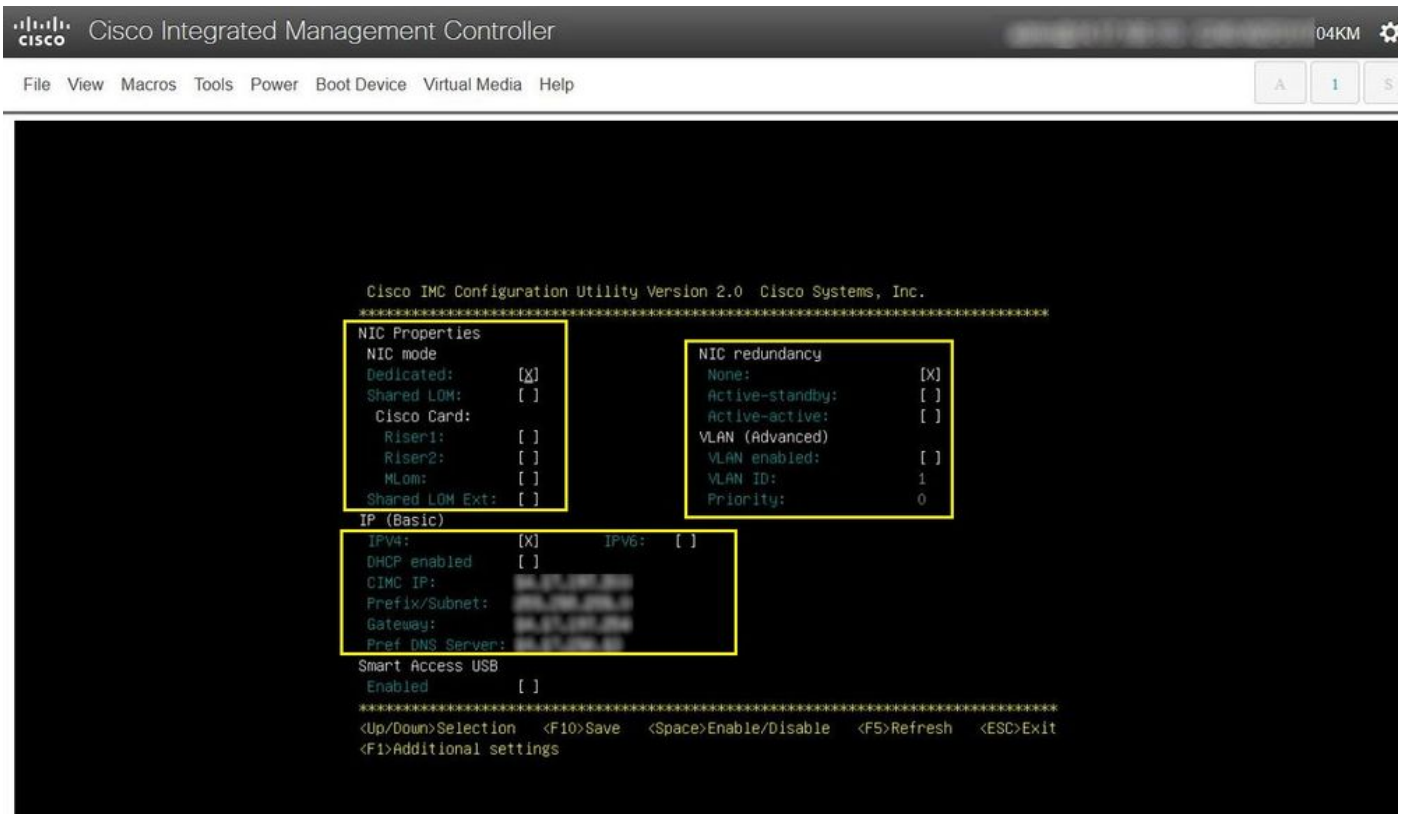 CISCO Cisco Integrated Management Controller 04KM
File View Macros Tools Power Boot Device Virtual Media Help A 1 S
Cisco IMC Configuration Utility Version 2.0 Cisco Systems, Inc.
********************************************************************************
NIC Properties
NIC mode NIC redundancy
Dedicated: [X] None: [X]
Shared LOM: [ ] Active-standby: [ ]
Cisco Card: Active-active: [ ]
Riser1: [ ] VLAN (Advanced)
Riser2: [ ] VLAN enabled: [ ]
MLom: [ ] VLAN ID: 1
Shared LOM Ext: [ ] Priority: 0
IP (Basic)
IPV4: [X] IPV6: [ ]
DHCP enabled [ ]
CIMC IP:
Prefix/Subnet:
Gateway:
Pref DNS Server:
Smart Access USB
Enabled [ ]
********************************************************************************
<Up/Down>Selection <F10>Save <Space>Enable/Disable <F5>Refresh <ESC>Exit
<F1>Additional settings